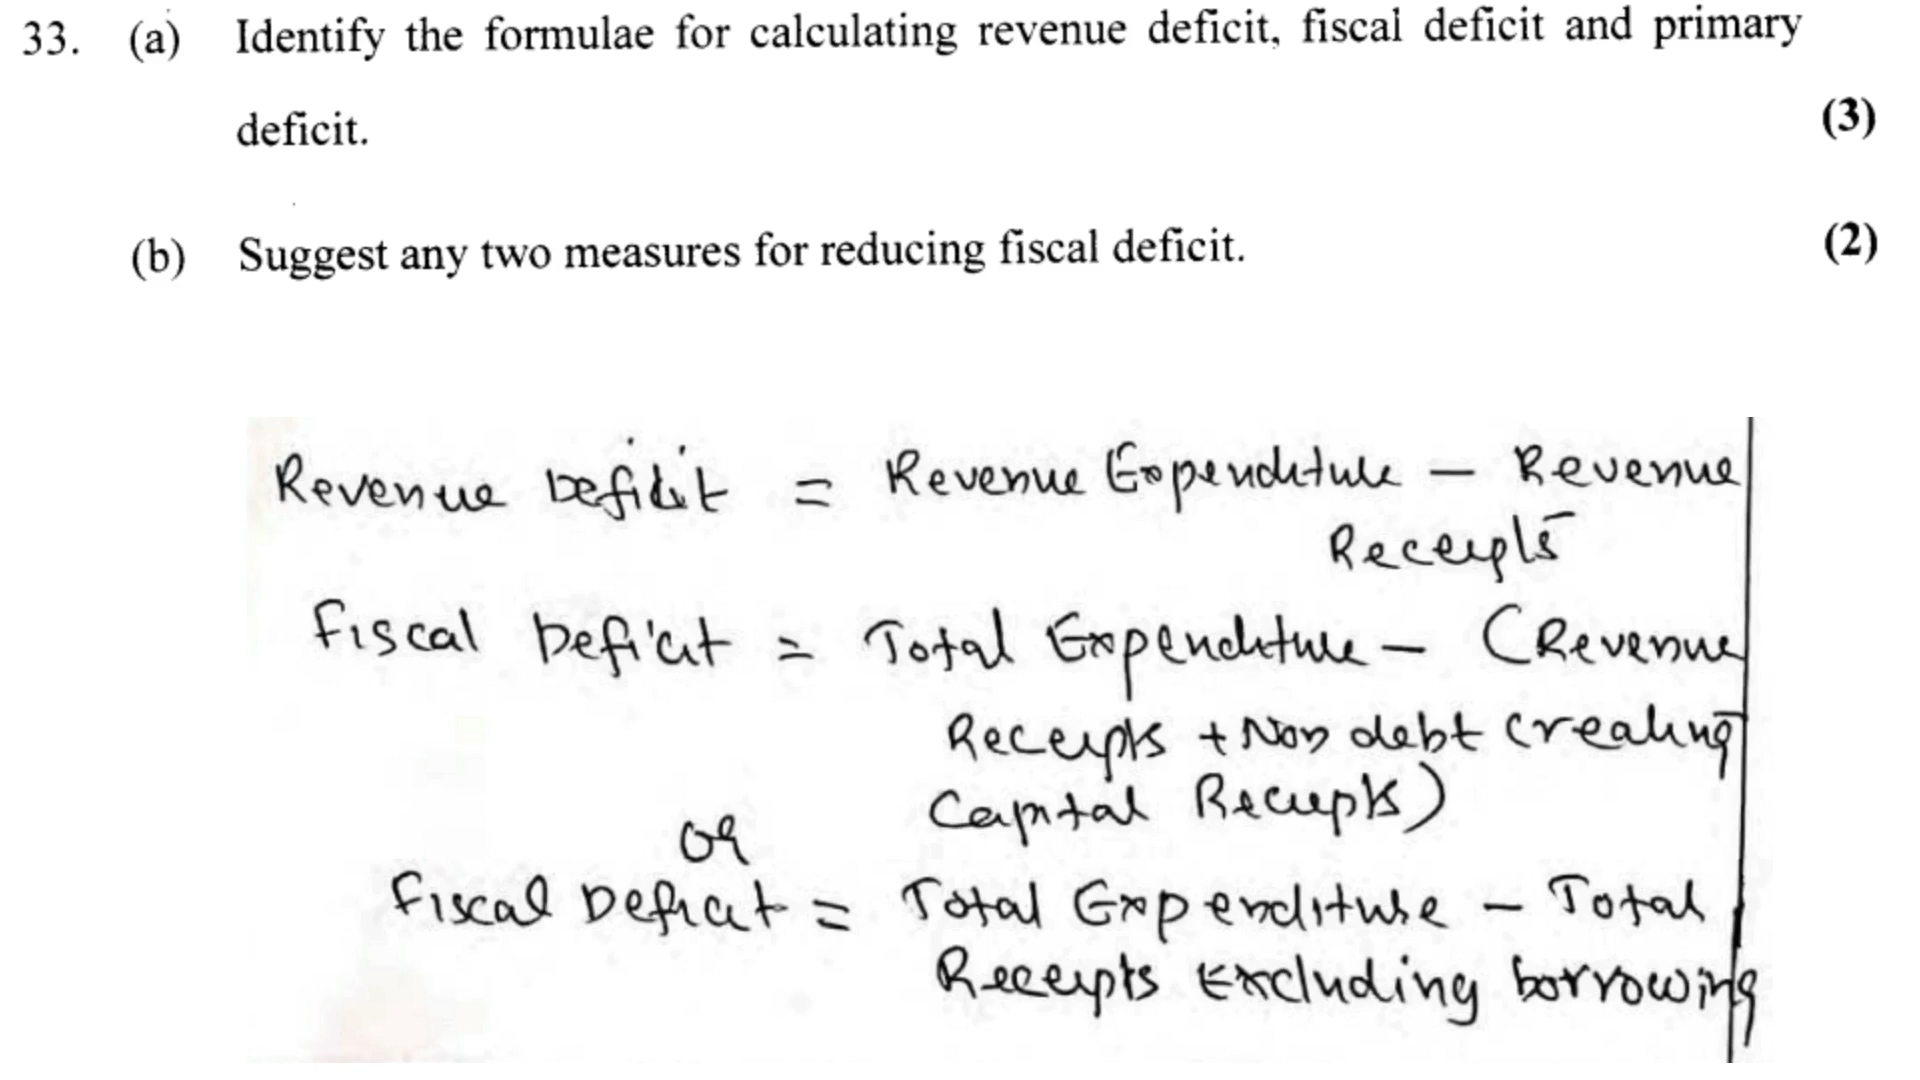 33. (a) Identify the formulae for calculating revenue deficit, fiscal deficit and primary
deficit. (3)
(b) Suggest any two measures for reducing fiscal deficit. (2)
Revenue Deficit = Revenue Expenditure - Revenue
Receipts
Fiscal Deficit = Total Expenditure - (Revenue
Receipts + Non debt creating
Capital Receipts)
OR
Fiscal Deficit = Total Expenditure - Total
Receipts Excluding borrowing